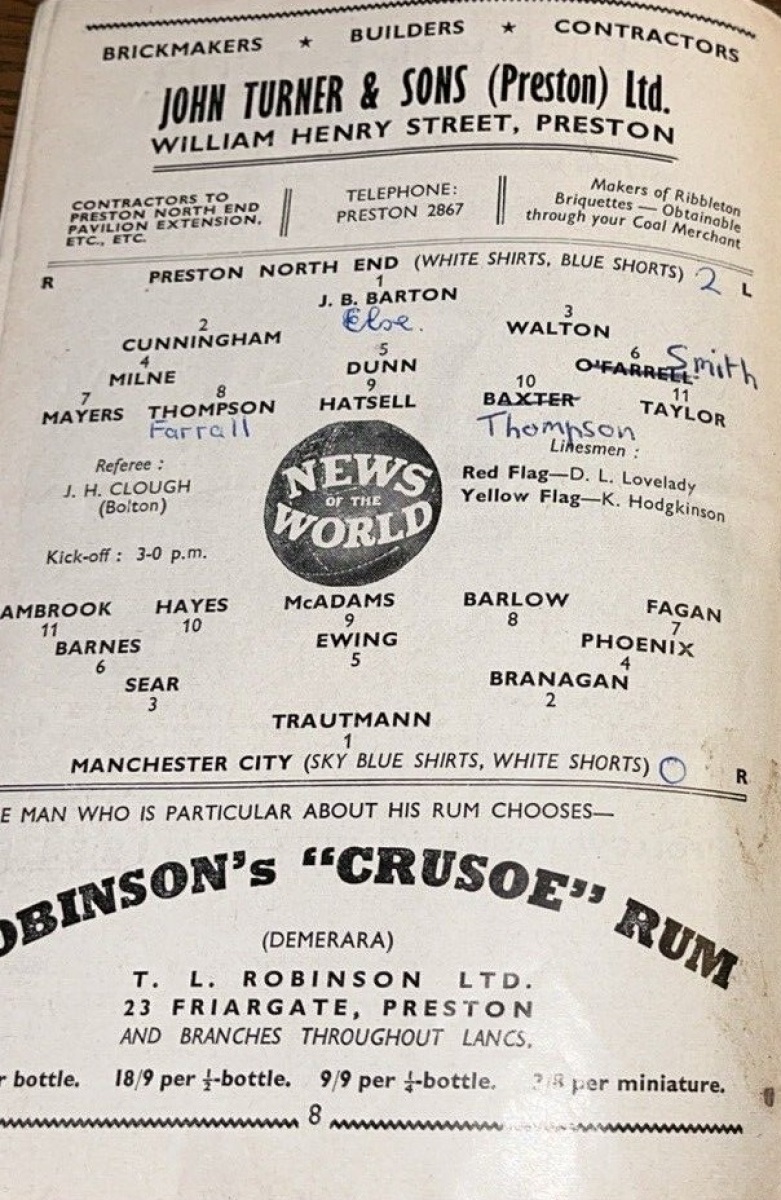 BRICKMAKERS ★ BUILDERS ★ CONTRACTORS
JOHN TURNER & SONS (Preston) Ltd.
WILLIAM HENRY STREET, PRESTON
CONTRACTORS TO
PRESTON NORTH END
PAVILION EXTENSION,
ETC., ETC.
TELEPHONE:
PRESTON 2867
Makers of Ribbleton
Briquettes — Obtainable
through your Coal Merchant
R PRESTON NORTH END (WHITE SHIRTS, BLUE SHORTS) 2 L
1
J. B. BARTON
Else.
2 3
CUNNINGHAM WALTON
4 5 6
MILNE DUNN O'FARRELL Smith
7 8 9 10 11
MAYERS THOMPSON HATSELL BAXTER TAYLOR
Farrall Thompson
Referee :
J. H. CLOUGH
(Bolton)
Kick-off : 3-0 p.m.
NEWS
OF THE
WORLD
Linesmen :
Red Flag—D. L. Lovelady
Yellow Flag—K. Hodgkinson
AMBROOK HAYES McADAMS BARLOW FAGAN
11 10 9 8 7
BARNES EWING PHOENIX
6 5 4
SEAR BRANAGAN
3 2
TRAUTMANN
1
MANCHESTER CITY (SKY BLUE SHIRTS, WHITE SHORTS) 0 R
E MAN WHO IS PARTICULAR ABOUT HIS RUM CHOOSES—
OBINSON's "CRUSOE" RUM
(DEMERARA)
T. L. ROBINSON LTD.
23 FRIARGATE, PRESTON
AND BRANCHES THROUGHOUT LANCS.
r bottle. 18/9 per ½-bottle. 9/9 per ¼-bottle. per miniature.
8